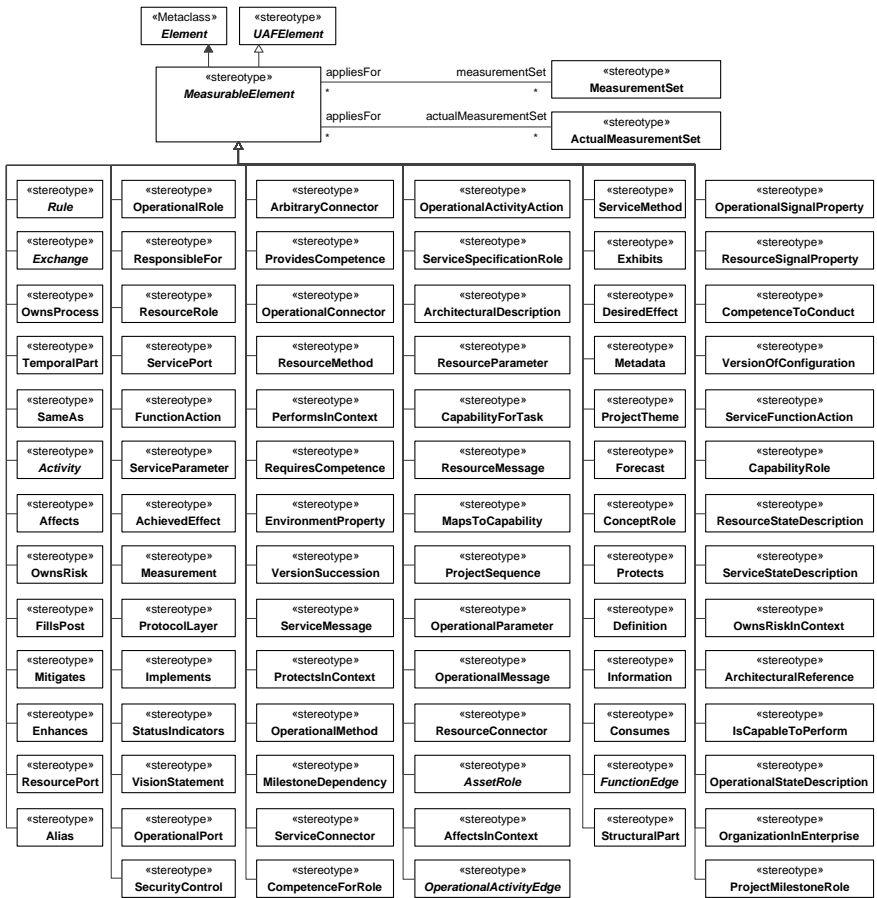 «Metaclass»
Element
«stereotype»
UAFElement
«stereotype»
MeasurableElement
appliesFor
measurementSet
*
*
«stereotype»
MeasurementSet
appliesFor
actualMeasurementSet
*
*
«stereotype»
ActualMeasurementSet
«stereotype»
Rule
«stereotype»
Exchange
«stereotype»
OwnsProcess
«stereotype»
TemporalPart
«stereotype»
SameAs
«stereotype»
Activity
«stereotype»
Affects
«stereotype»
OwnsRisk
«stereotype»
FillsPost
«stereotype»
Mitigates
«stereotype»
Enhances
«stereotype»
ResourcePort
«stereotype»
Alias
«stereotype»
OperationalRole
«stereotype»
ResponsibleFor
«stereotype»
ResourceRole
«stereotype»
ServicePort
«stereotype»
FunctionAction
«stereotype»
ServiceParameter
«stereotype»
AchievedEffect
«stereotype»
Measurement
«stereotype»
ProtocolLayer
«stereotype»
Implements
«stereotype»
StatusIndicators
«stereotype»
VisionStatement
«stereotype»
OperationalPort
«stereotype»
SecurityControl
«stereotype»
ArbitraryConnector
«stereotype»
ProvidesCompetence
«stereotype»
OperationalConnector
«stereotype»
ResourceMethod
«stereotype»
PerformsInContext
«stereotype»
RequiresCompetence
«stereotype»
EnvironmentProperty
«stereotype»
VersionSuccession
«stereotype»
ServiceMessage
«stereotype»
ProtectsInContext
«stereotype»
OperationalMethod
«stereotype»
MilestoneDependency
«stereotype»
ServiceConnector
«stereotype»
CompetenceForRole
«stereotype»
OperationalActivityAction
«stereotype»
ServiceSpecificationRole
«stereotype»
ArchitecturalDescription
«stereotype»
ResourceParameter
«stereotype»
CapabilityForTask
«stereotype»
ResourceMessage
«stereotype»
MapsToCapability
«stereotype»
ProjectSequence
«stereotype»
OperationalParameter
«stereotype»
OperationalMessage
«stereotype»
ResourceConnector
«stereotype»
AssetRole
«stereotype»
AffectsInContext
«stereotype»
OperationalActivityEdge
«stereotype»
ServiceMethod
«stereotype»
Exhibits
«stereotype»
DesiredEffect
«stereotype»
Metadata
«stereotype»
ProjectTheme
«stereotype»
Forecast
«stereotype»
ConceptRole
«stereotype»
Protects
«stereotype»
Definition
«stereotype»
Information
«stereotype»
Consumes
«stereotype»
FunctionEdge
«stereotype»
StructuralPart
«stereotype»
OperationalSignalProperty
«stereotype»
ResourceSignalProperty
«stereotype»
CompetenceToConduct
«stereotype»
VersionOfConfiguration
«stereotype»
ServiceFunctionAction
«stereotype»
CapabilityRole
«stereotype»
ResourceStateDescription
«stereotype»
ServiceStateDescription
«stereotype»
OwnsRiskInContext
«stereotype»
ArchitecturalReference
«stereotype»
IsCapableToPerform
«stereotype»
OperationalStateDescription
«stereotype»
OrganizationInEnterprise
«stereotype»
ProjectMilestoneRole